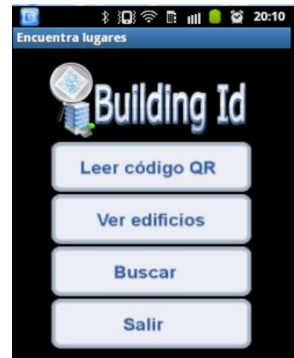 20:10
Encuentra lugares
Building Id
Leer código QR
Ver edificios
Buscar
Salir